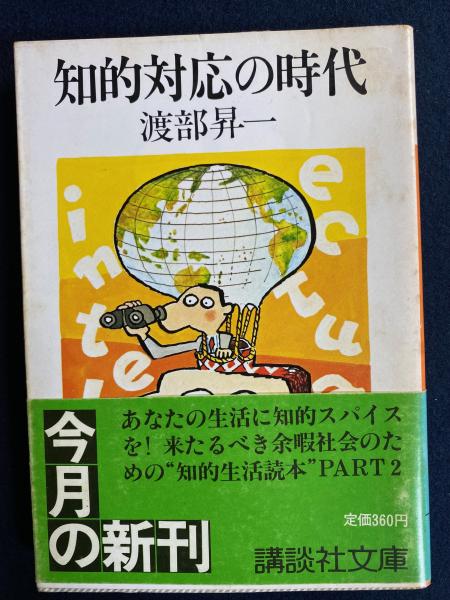 知的対応の時代
渡部昇一
inte
ectua
今月の新刊
あなたの生活に知的スパイス
を！来たるべき余暇社会のた
めの“知的生活読本”PART2
定価360円
講談社文庫